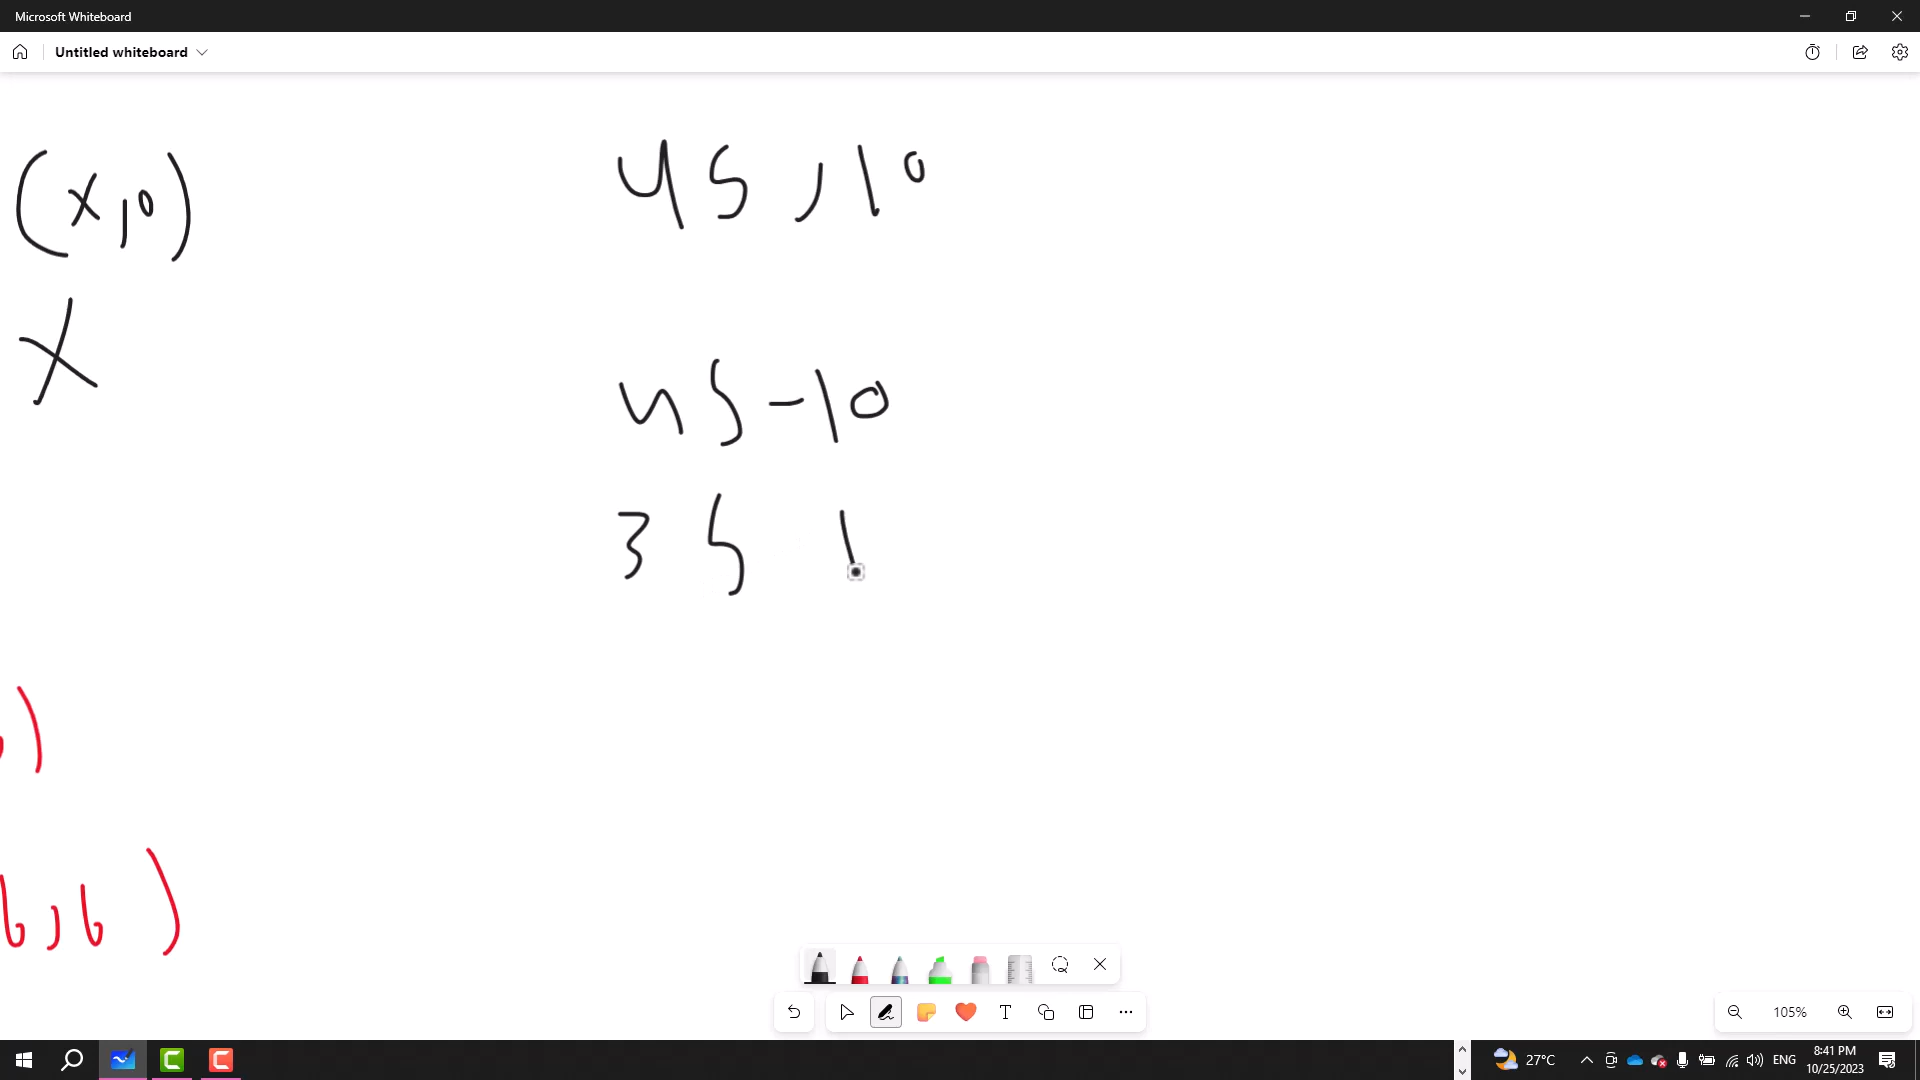 Microsoft Whiteboard
Untitled whiteboard
(x,0)
x
45,10
45-10
35 1
)
6,6)
105%
27°C
ENG
8:41 PM
10/25/2023